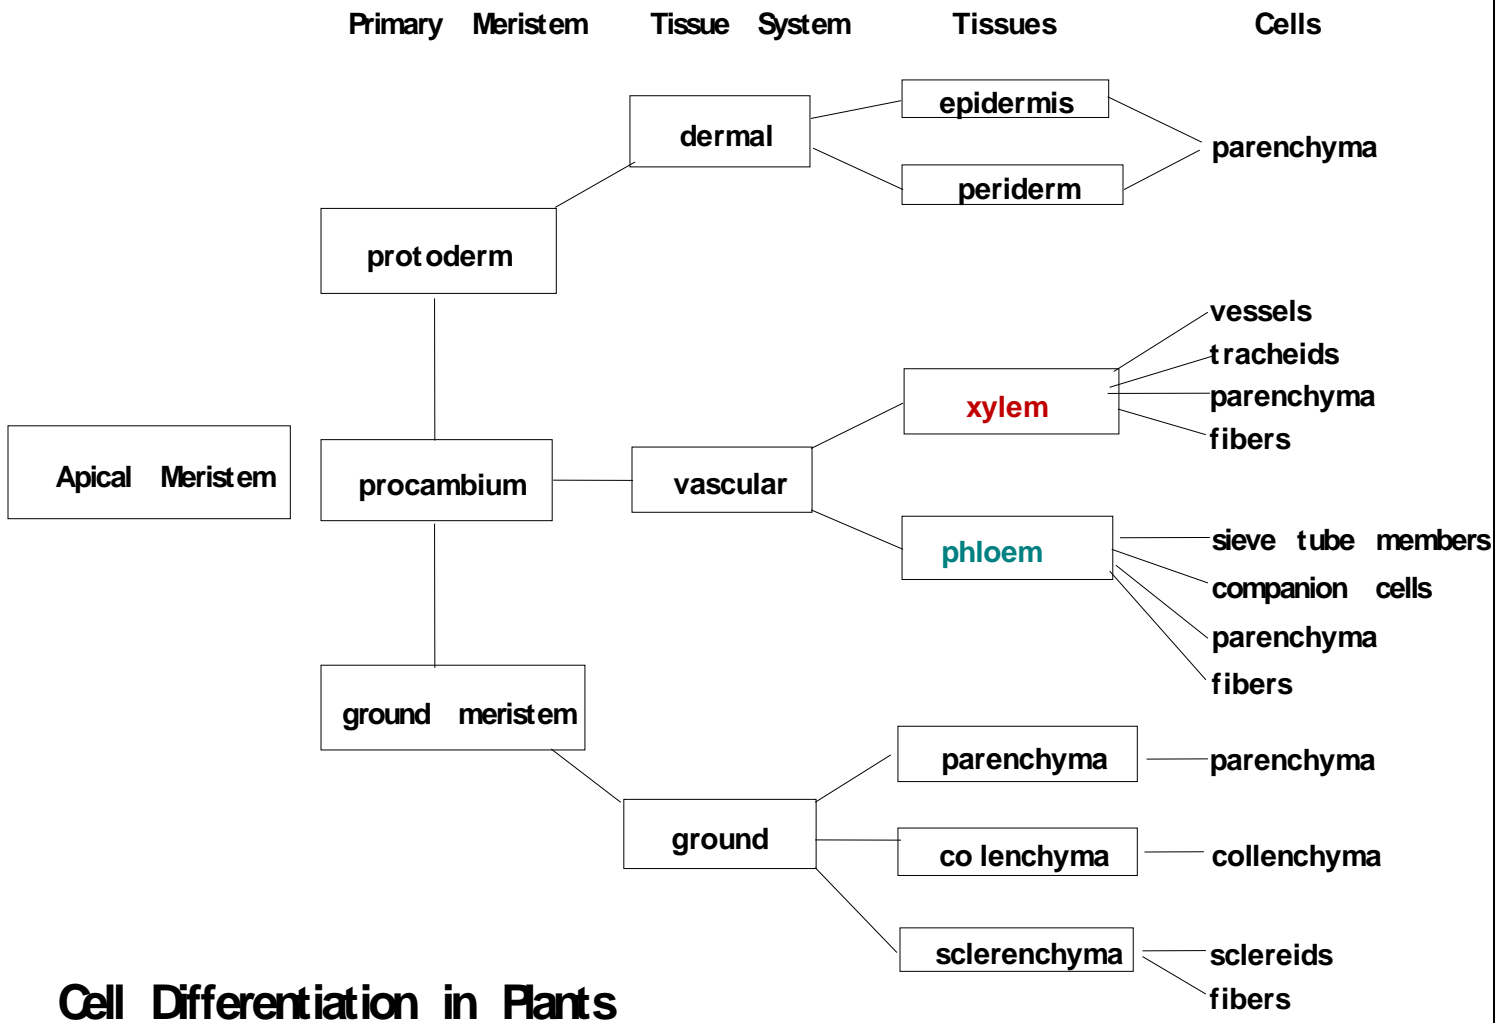 Primary Meristem Tissue System Tissues Cells
epidermis
dermal
parenchyma
periderm
protoderm
vessels
tracheids
xylem
parenchyma
fibers
Apical Meristem
procambium
vascular
phloem
sieve tube members
companion cells
parenchyma
fibers
ground meristem
parenchyma
parenchyma
ground
co lenchyma
collenchyma
sclerenchyma
sclereids
fibers
Cell Differentiation in Plants